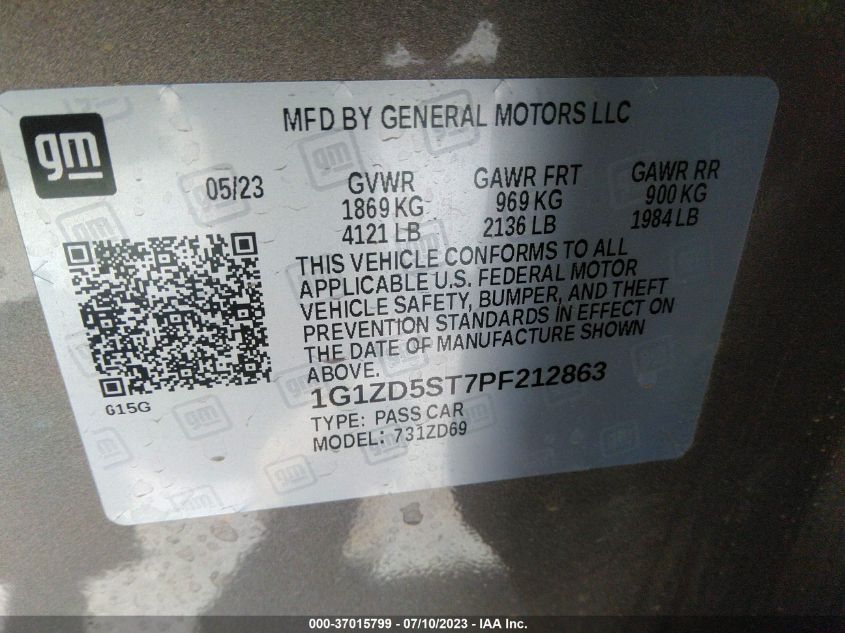 gm
MFD BY GENERAL MOTORS LLC
05/23
GVWR
1869 KG
4121 LB
GAWR FRT
969 KG
2136 LB
GAWR RR
900 KG
1984 LB
THIS VEHICLE CONFORMS TO ALL
APPLICABLE U.S. FEDERAL MOTOR
VEHICLE SAFETY, BUMPER, AND THEFT
PREVENTION STANDARDS IN EFFECT ON
THE DATE OF MANUFACTURE SHOWN
ABOVE.
G15G
1G1ZD5ST7PF212863
TYPE: PASS CAR
MODEL: 731ZD69
000-37015799 - 07/10/2023 - IAA Inc.